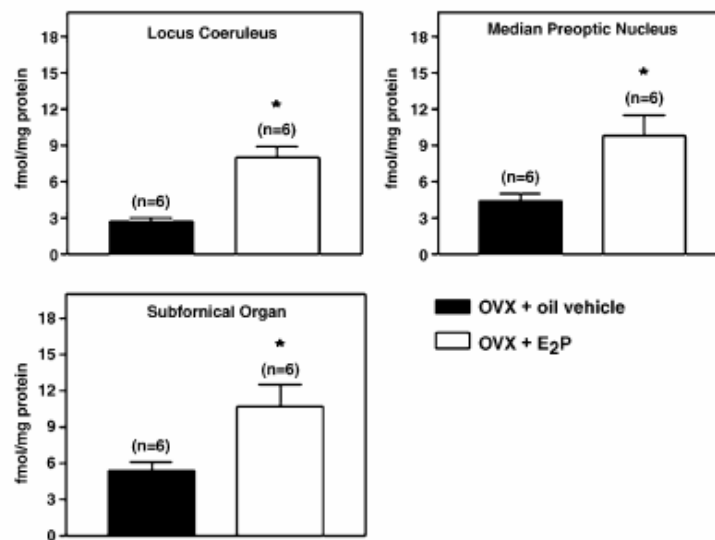 Locus Coeruleus
fmol/mg protein
18
15
12
9
6
3
0
(n=6)
*
(n=6)
Median Preoptic Nucleus
fmol/mg protein
18
15
12
9
6
3
0
(n=6)
*
(n=6)
Subfornical Organ
fmol/mg protein
18
15
12
9
6
3
0
(n=6)
*
(n=6)
OVX + oil vehicle
OVX + E₂P